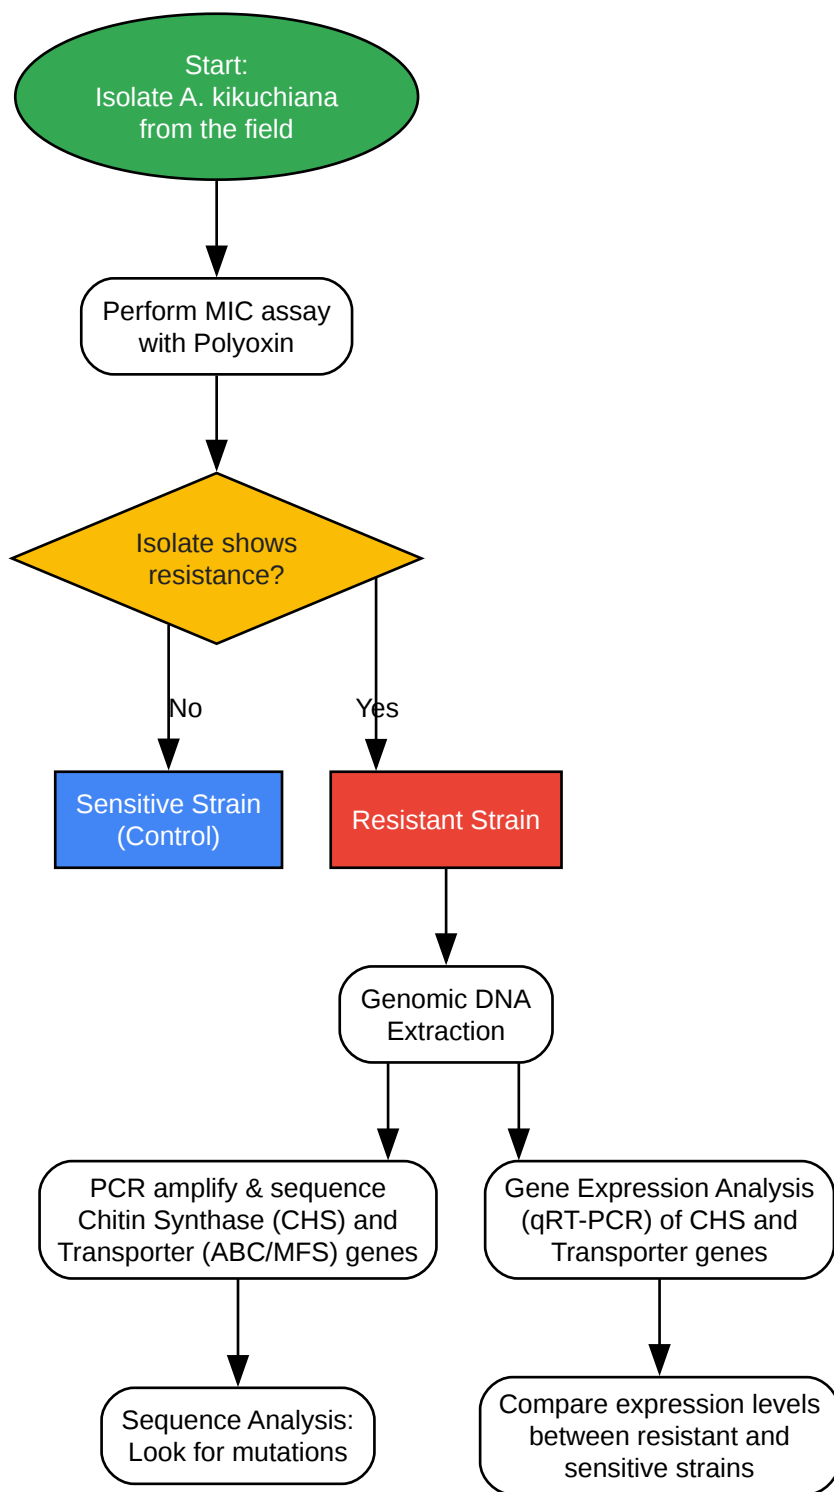 Start:
Isolate A. kikuchiana
from the field
Perform MIC assay
with Polyoxin
Isolate shows
resistance?
No
Yes
Sensitive Strain
(Control)
Resistant Strain
Genomic DNA
Extraction
PCR amplify & sequence
Chitin Synthase (CHS) and
Transporter (ABC/MFS) genes
Gene Expression Analysis
(qRT-PCR) of CHS and
Transporter genes
Sequence Analysis:
Look for mutations
Compare expression levels
between resistant and
sensitive strains